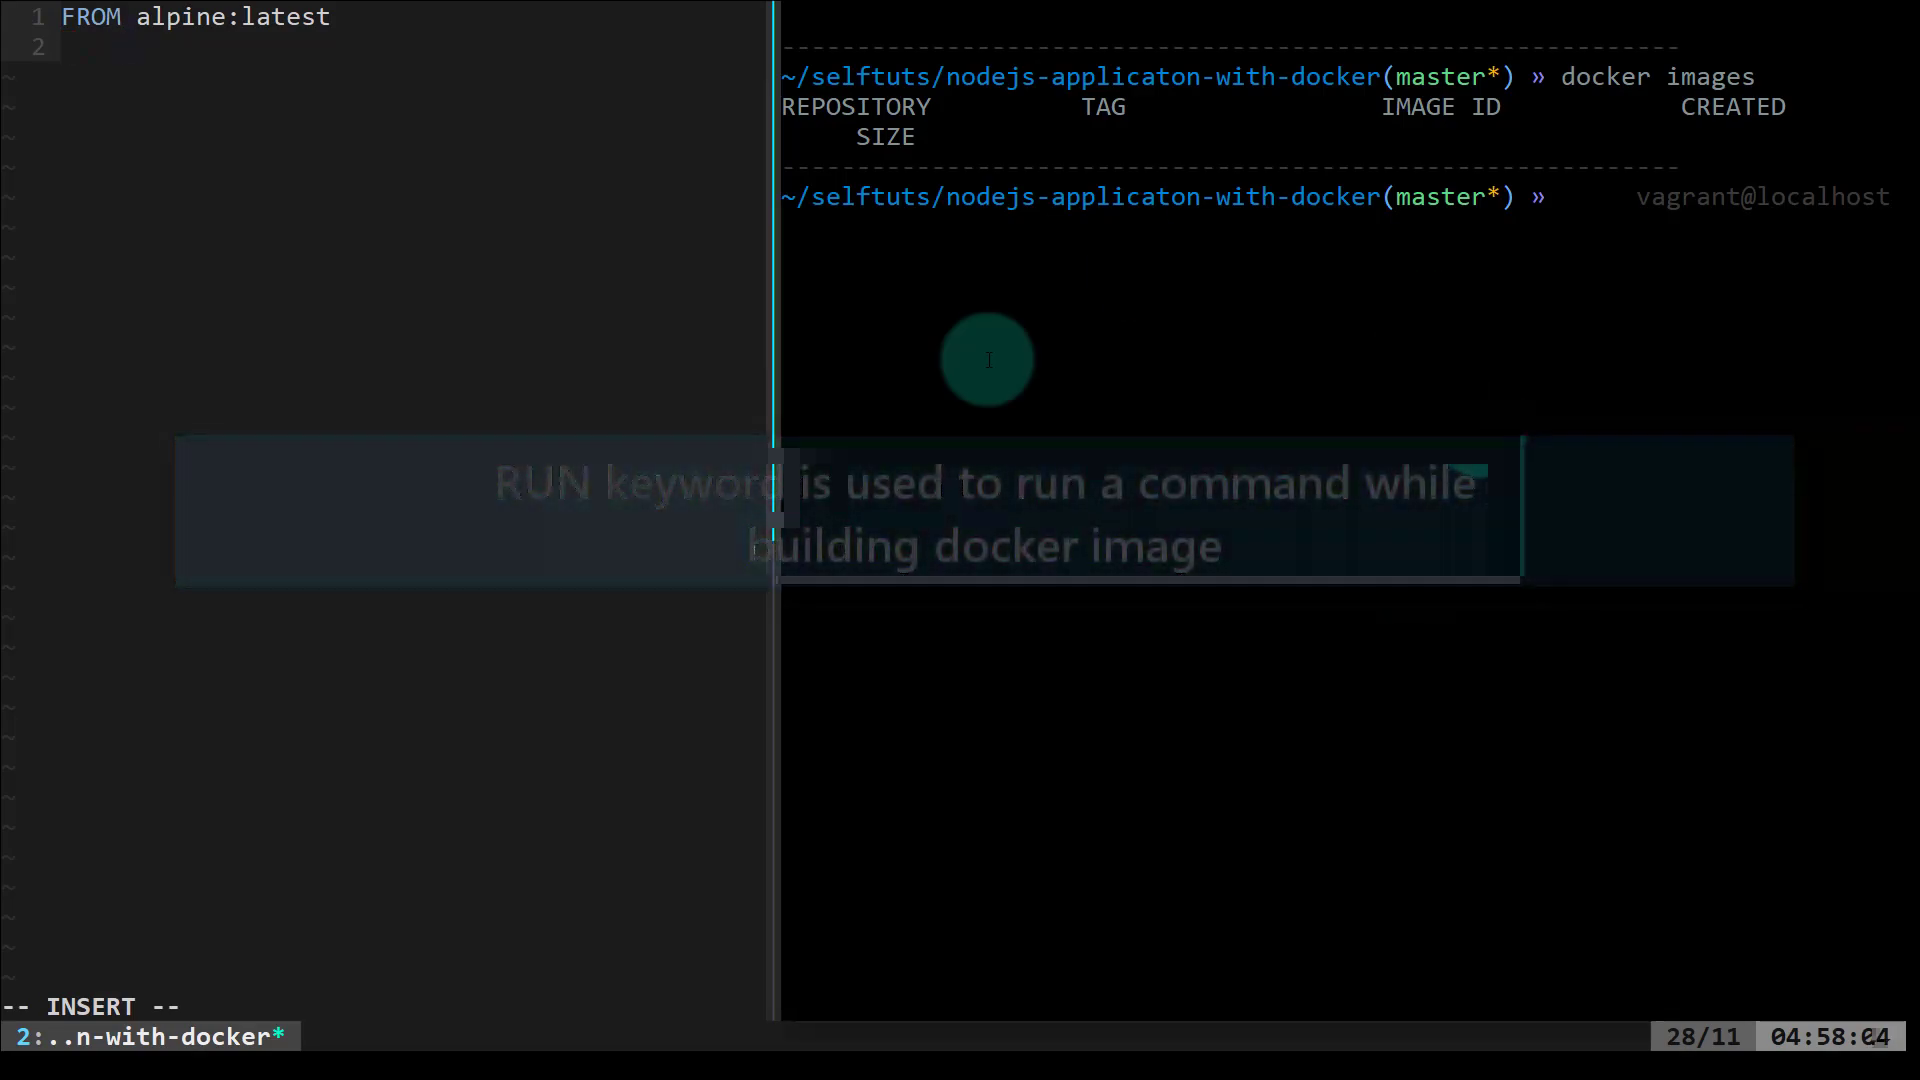 1 FROM alpine:latest
2
~/selftuts/nodejs-applicaton-with-docker(master*) » docker images
REPOSITORY TAG IMAGE ID CREATED
SIZE
~/selftuts/nodejs-applicaton-with-docker(master*) » vagrant@localhost
RUN keyword is used to run a command while
building docker image
-- INSERT --
2:..n-with-docker* 28/11 04:58:04